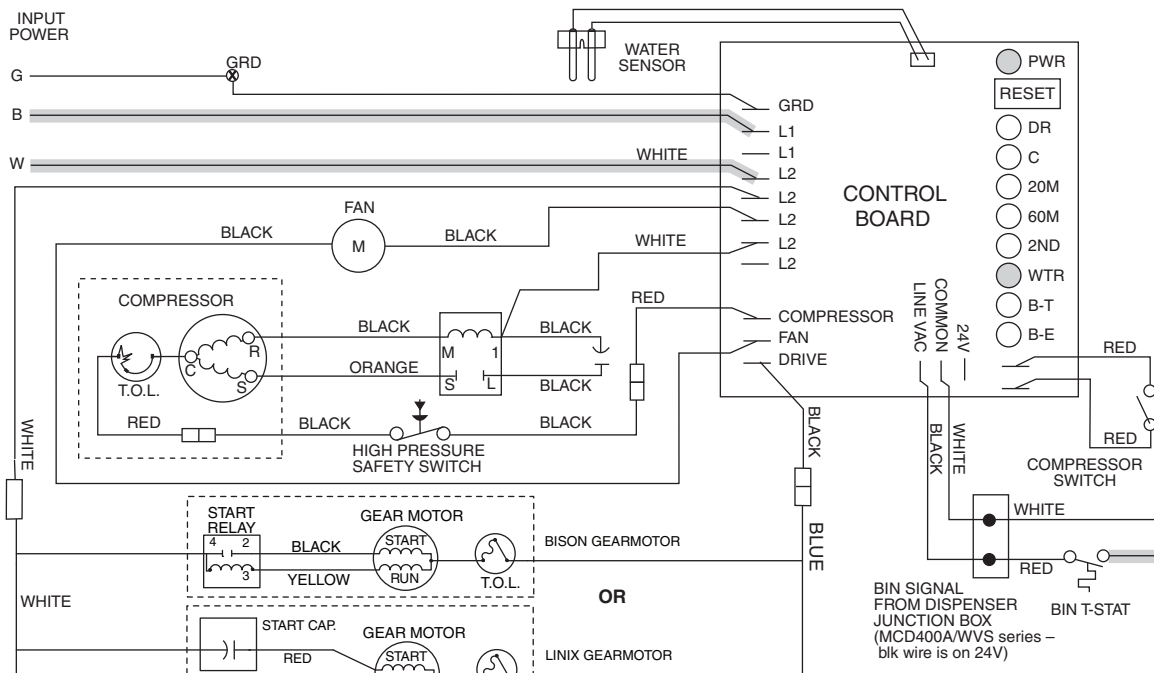 INPUT
POWER
G
GRD
B
W
WHITE
WATER
SENSOR
PWR
RESET
DR
C
20M
60M
2ND
WTR
B-T
B-E
GRD
L1
L1
L2
L2
L2
L2
L2
CONTROL
BOARD
COMPRESSOR
FAN
DRIVE
LINE VAC
COMMON
24V
FAN
M
BLACK
BLACK
WHITE
RED
COMPRESSOR
T.O.L.
C
R
S
BLACK
ORANGE
M
1
S
L
BLACK
BLACK
RED
BLACK
BLACK
HIGH PRESSURE
SAFETY SWITCH
RED
RED
COMPRESSOR
SWITCH
WHITE
BLACK
BLUE
BLACK
WHITE
WHITE
RED
BIN T-STAT
BIN SIGNAL
FROM DISPENSER
JUNCTION BOX
(MCD400A/WVS series –
blk wire is on 24V)
START
RELAY
4
2
3
BLACK
YELLOW
GEAR MOTOR
START
RUN
T.O.L.
BISON GEARMOTOR
OR
WHITE
START CAP.
RED
GEAR MOTOR
START
LINIX GEARMOTOR